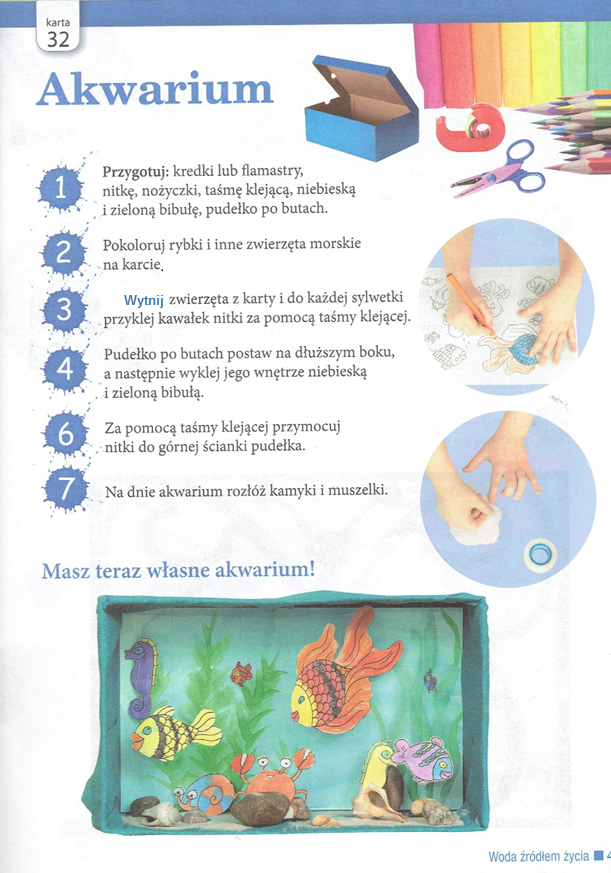 karta
32
Akwarium
1
Przygotuj: kredki lub flamastry,
nitkę, nożyczki, taśmę klejącą, niebieską
i zieloną bibułę, pudełko po butach.
2
Pokoloruj rybki i inne zwierzęta morskie
na karcie.
3
Wytnij zwierzęta z karty i do każdej sylwetki
przyklej kawałek nitki za pomocą taśmy klejącej.
4
Pudełko po butach postaw na dłuższym boku,
a następnie wyklej jego wnętrze niebieską
i zieloną bibułą.
6
Za pomocą taśmy klejącej przymocuj
nitki do górnej ścianki pudełka.
7
Na dnie akwarium rozłóż kamyki i muszelki.
Masz teraz własne akwarium!
Woda źródłem życia ■ 4